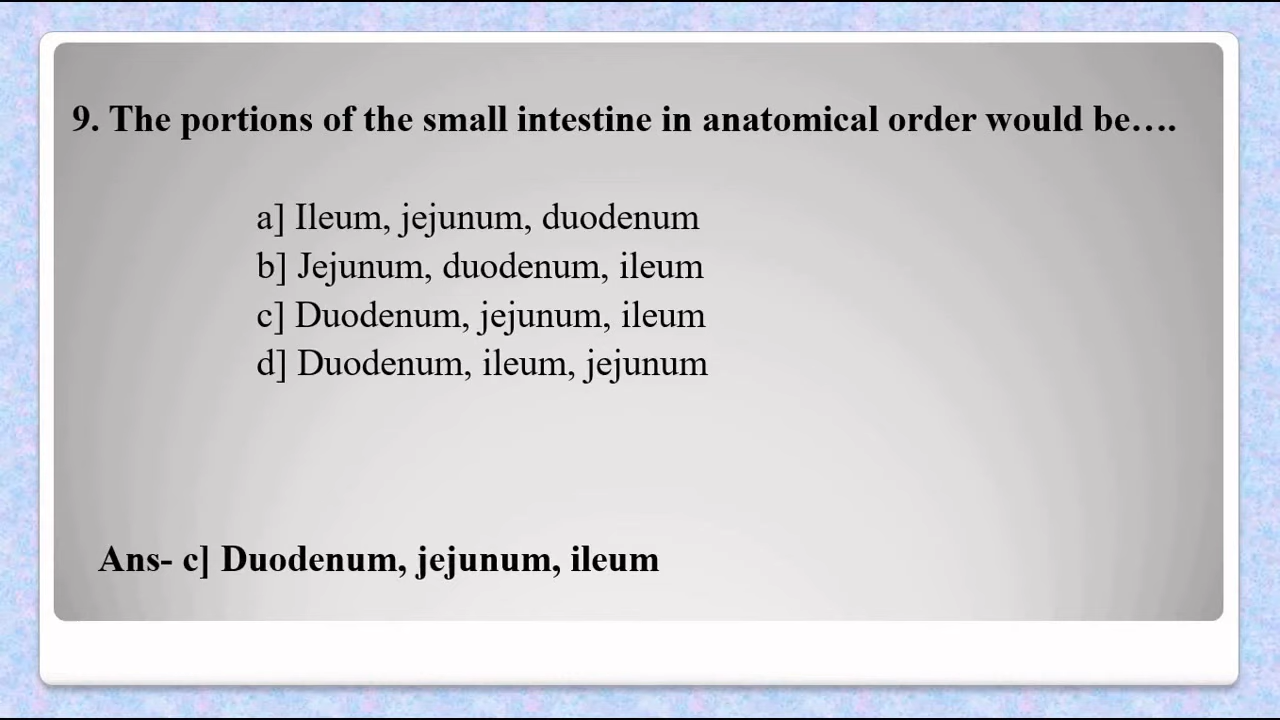 9. The portions of the small intestine in anatomical order would be….
a] Ileum, jejunum, duodenum
b] Jejunum, duodenum, ileum
c] Duodenum, jejunum, ileum
d] Duodenum, ileum, jejunum
Ans- c] Duodenum, jejunum, ileum